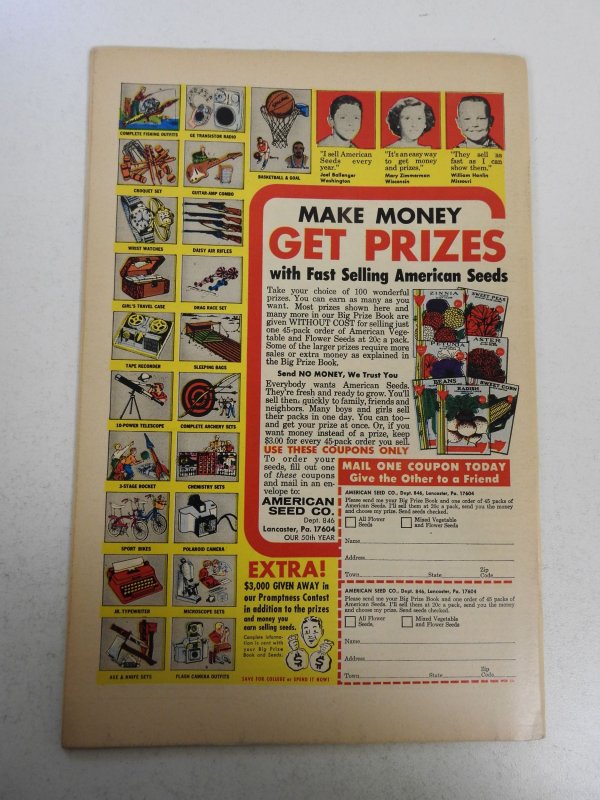 COMPLETE FISHING OUTFITS
GE TRANSISTOR RADIO
CROQUET SET
GUITAR-AMP COMBO
WRIST WATCHES
DAISY AIR RIFLES
GIRL'S TRAVEL CASE
DRAG RACE SET
TAPE RECORDER
SLEEPING BAGS
10-POWER TELESCOPE
COMPLETE ARCHERY SETS
3-STAGE ROCKET
CHEMISTRY SETS
SPORT BIKES
POLAROID CAMERA
JR. TYPEWRITER
MICROSCOPE SETS
AXE & KNIFE SET
FLASH CAMERA OUTFITS
BASKETBALL & GOAL
"I sell American
Seeds every
year."
Joel Ballenger
Washington
"It's an easy way
to get money
and prizes."
Mary Zimmerman
Wisconsin
"They sell as
fast as I can
show them."
William Hanlin
Missouri
MAKE MONEY
GET PRIZES
with Fast Selling American Seeds
Take your choice of 100 wonderful
prizes. You can earn as many as you
want. Most prizes shown here and
many more in our Big Prize Book are
given WITHOUT COST for selling just
one 45-pack order of American Vege-
table and Flower Seeds at 20c a pack.
Some of the larger prizes require more
sales or extra money as explained in
the Big Prize Book.
Send NO MONEY, We Trust You
Everybody wants American Seeds.
They're fresh and ready to grow. You'll
sell them quickly to family, friends and
neighbors. Many boys and girls sell
their packs in one day. You can too—
and get your prize at once. Or, if you
want money instead of a prize, keep
$3.00 for every 45-pack order you sell.
ZINNIA
SWEET PEAS
PETUNIA
ASTER
BEANS
RADISH
SWEET CORN
USE THESE COUPONS ONLY
To order your
seeds, fill out one
of these coupons
and mail in an en-
velope to:
AMERICAN
SEED CO.
Dept. 846
Lancaster, Pa. 17604
OUR 50th YEAR
EXTRA!
$3,000 GIVEN AWAY in
our Promptness Contest
in addition to the prizes
and money you
earn selling seeds.
Complete informa-
tion is sent with
your Big Prize
Book and Seeds.
$ $
SAVE FOR COLLEGE or SPEND IT NOW!
MAIL ONE COUPON TODAY
Give the Other to a Friend
AMERICAN SEED CO., Dept. 846, Lancaster, Pa. 17604
Please send me your Big Prize Book and one order of 45 packs of
American Seeds. I'll sell them at 20c a pack, send you the money
and choose my prize. Send seeds checked.
All Flower
Seeds
Mixed Vegetable
and Flower Seeds
Name
Address
Town State Zip Code
AMERICAN SEED CO., Dept. 846, Lancaster, Pa. 17604
Please send me your Big Prize Book and one order of 45 packs of
American Seeds. I'll sell them at 20c a pack, send you the money
and choose my prize. Send seeds checked.
All Flower
Seeds
Mixed Vegetable
and Flower Seeds
Name
Address
Town State Zip Code